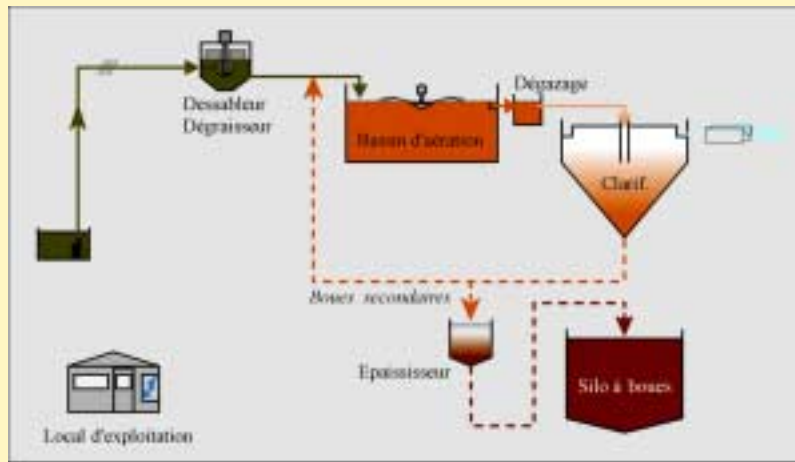 Dégazage
Dessableur
Dégraisseur
Bassin d'aération
Clarif.
Boues secondaires
Epaississeur
Silo à boues
Local d'exploitation